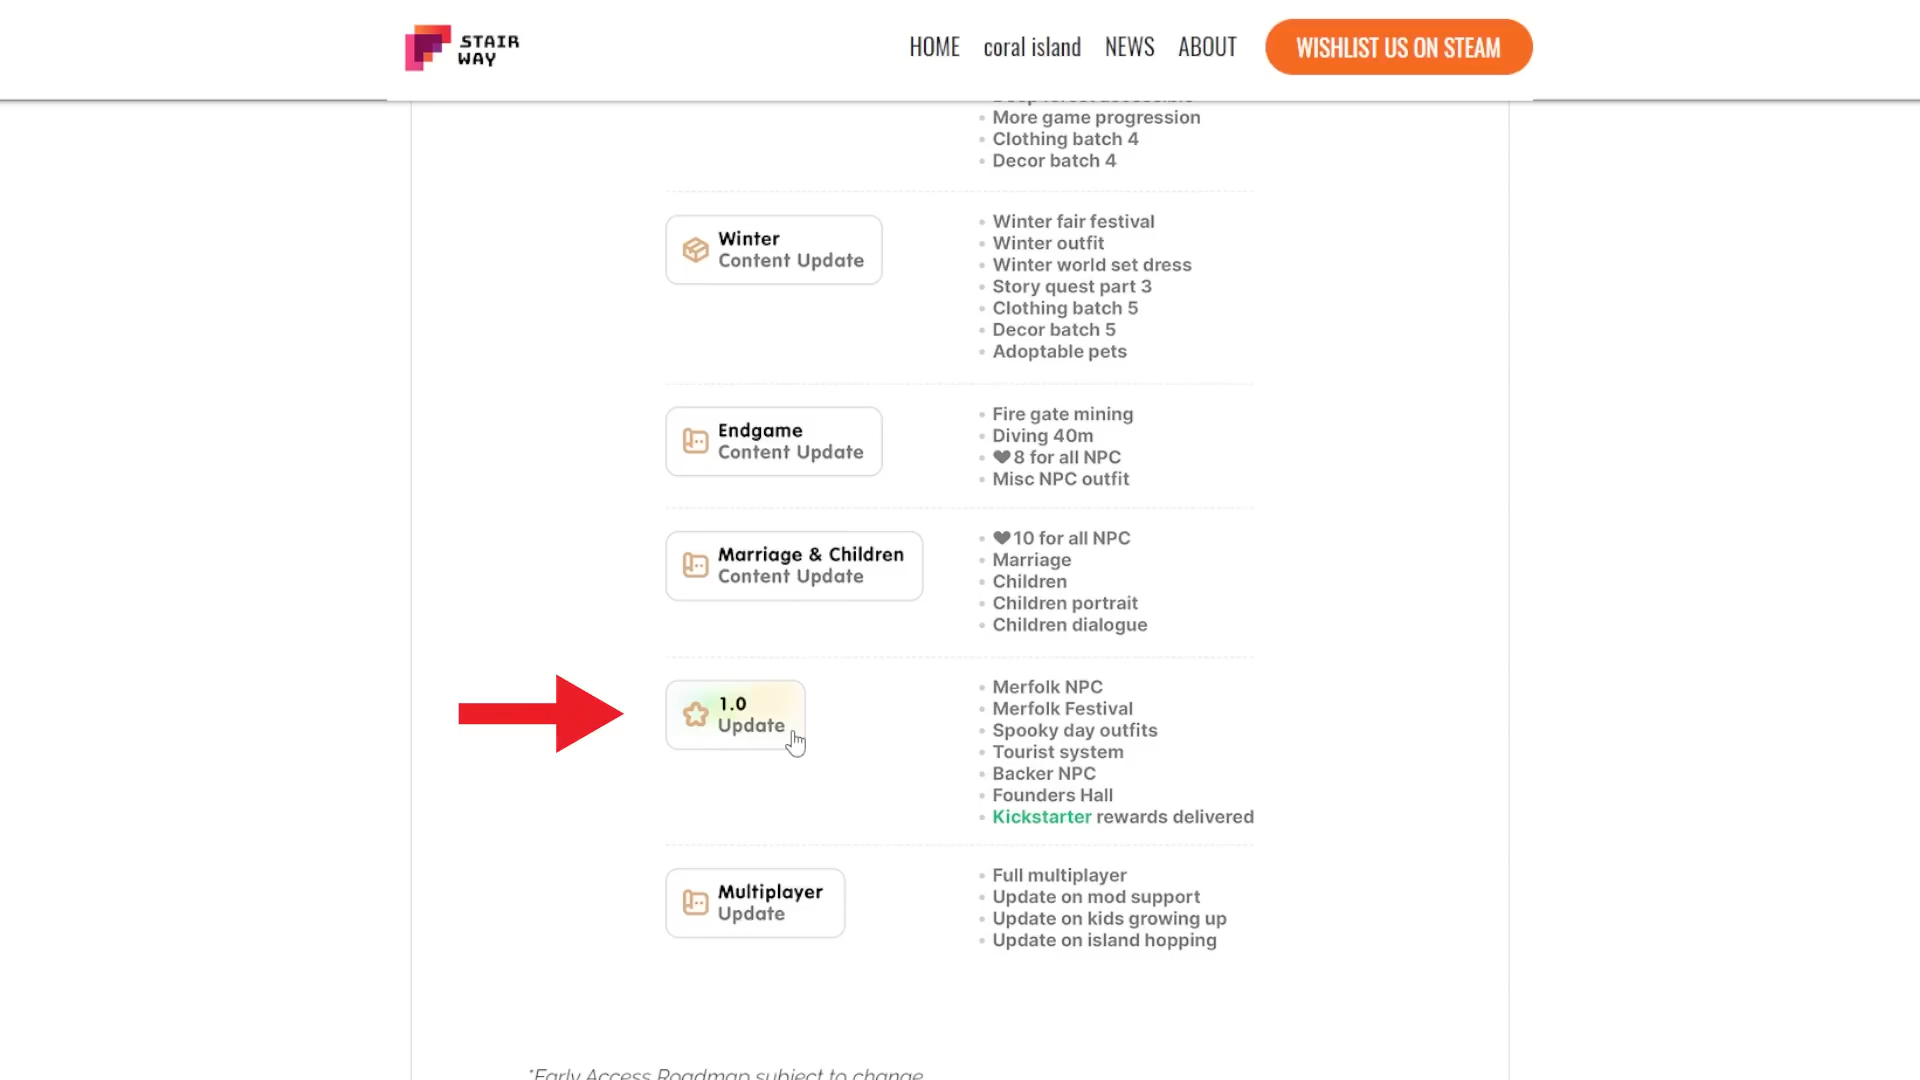 STAIR
WAY
HOME
coral island
NEWS
ABOUT
WISHLIST US ON STEAM
Deep forest accessible
More game progression
Clothing batch 4
Decor batch 4
Winter
Content Update
Winter fair festival
Winter outfit
Winter world set dress
Story quest part 3
Clothing batch 5
Decor batch 5
Adoptable pets
Endgame
Content Update
Fire gate mining
Diving 40m
♥8 for all NPC
Misc NPC outfit
Marriage & Children
Content Update
♥10 for all NPC
Marriage
Children
Children portrait
Children dialogue
1.0
Update
Merfolk NPC
Merfolk Festival
Spooky day outfits
Tourist system
Backer NPC
Founders Hall
Kickstarter rewards delivered
Multiplayer
Update
Full multiplayer
Update on mod support
Update on kids growing up
Update on island hopping
*Early Access Roadmap subject to change